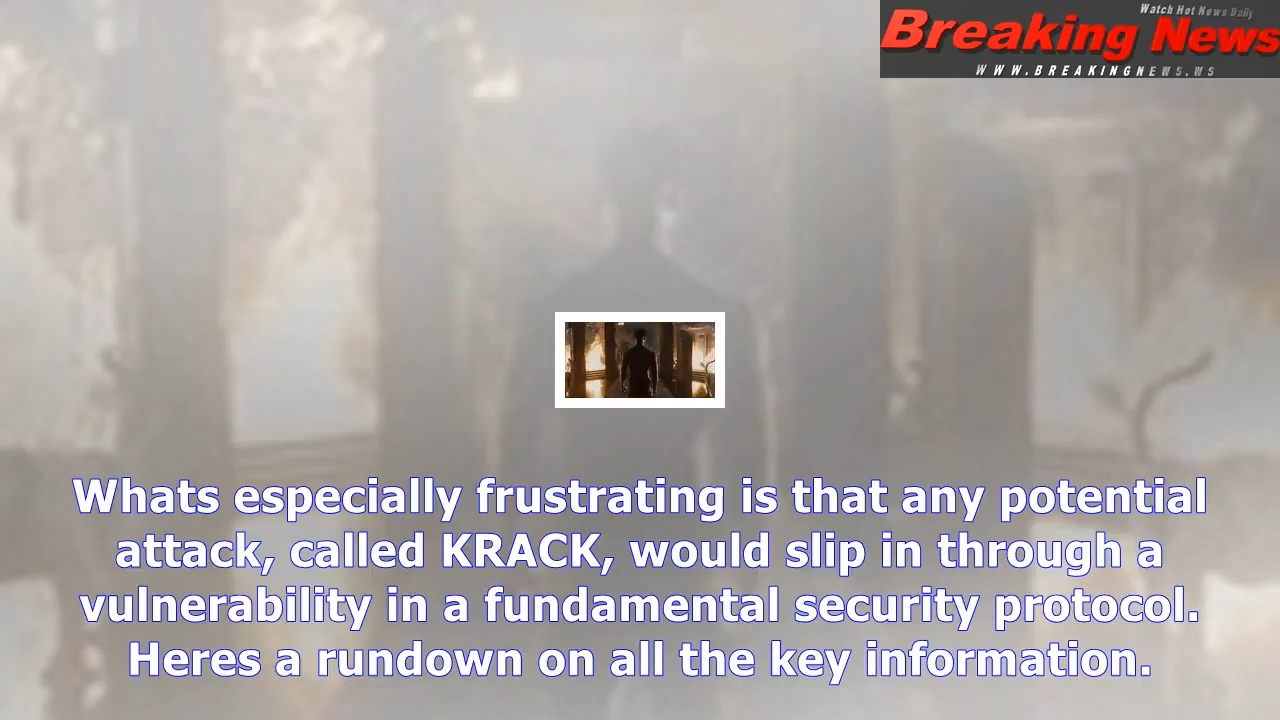 Watch Hot News Daily
Breaking News
WWW.BREAKINGNEWS.WS
Whats especially frustrating is that any potential
attack, called KRACK, would slip in through a
vulnerability in a fundamental security protocol.
Heres a rundown on all the key information.